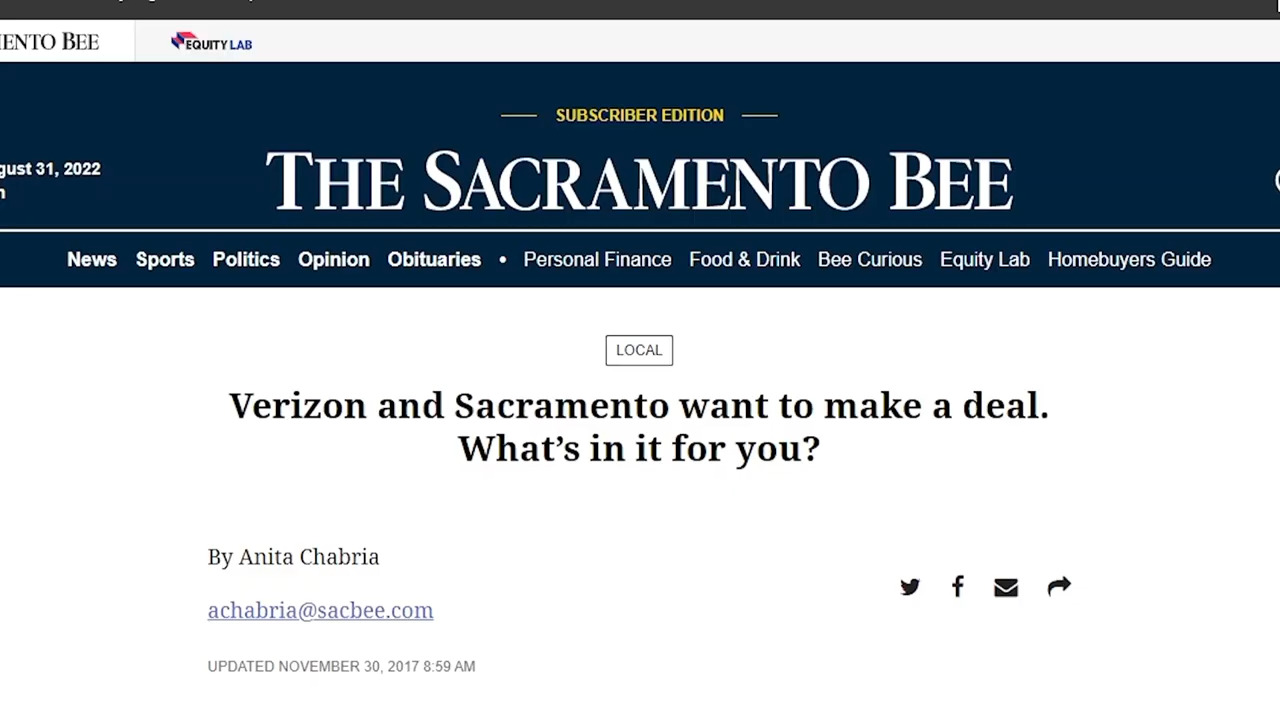 ENTO BEE
EQUITY LAB
SUBSCRIBER EDITION
gust 31, 2022
THE SACRAMENTO BEE
News Sports Politics Opinion Obituaries • Personal Finance Food & Drink Bee Curious Equity Lab Homebuyers Guide
LOCAL
Verizon and Sacramento want to make a deal.
What's in it for you?
By Anita Chabria
achabria@sacbee.com
UPDATED NOVEMBER 30, 2017 8:59 AM